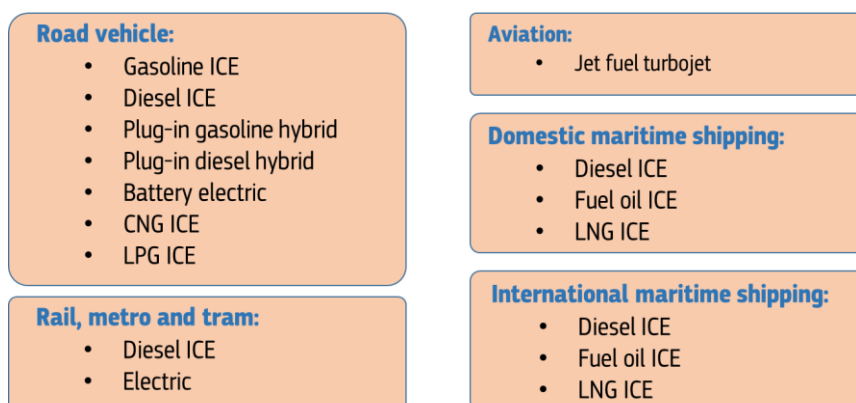 Road vehicle:
• Gasoline ICE
• Diesel ICE
• Plug-in gasoline hybrid
• Plug-in diesel hybrid
• Battery electric
• CNG ICE
• LPG ICE
Rail, metro and tram:
• Diesel ICE
• Electric
Aviation:
• Jet fuel turbojet
Domestic maritime shipping:
• Diesel ICE
• Fuel oil ICE
• LNG ICE
International maritime shipping:
• Diesel ICE
• Fuel oil ICE
• LNG ICE